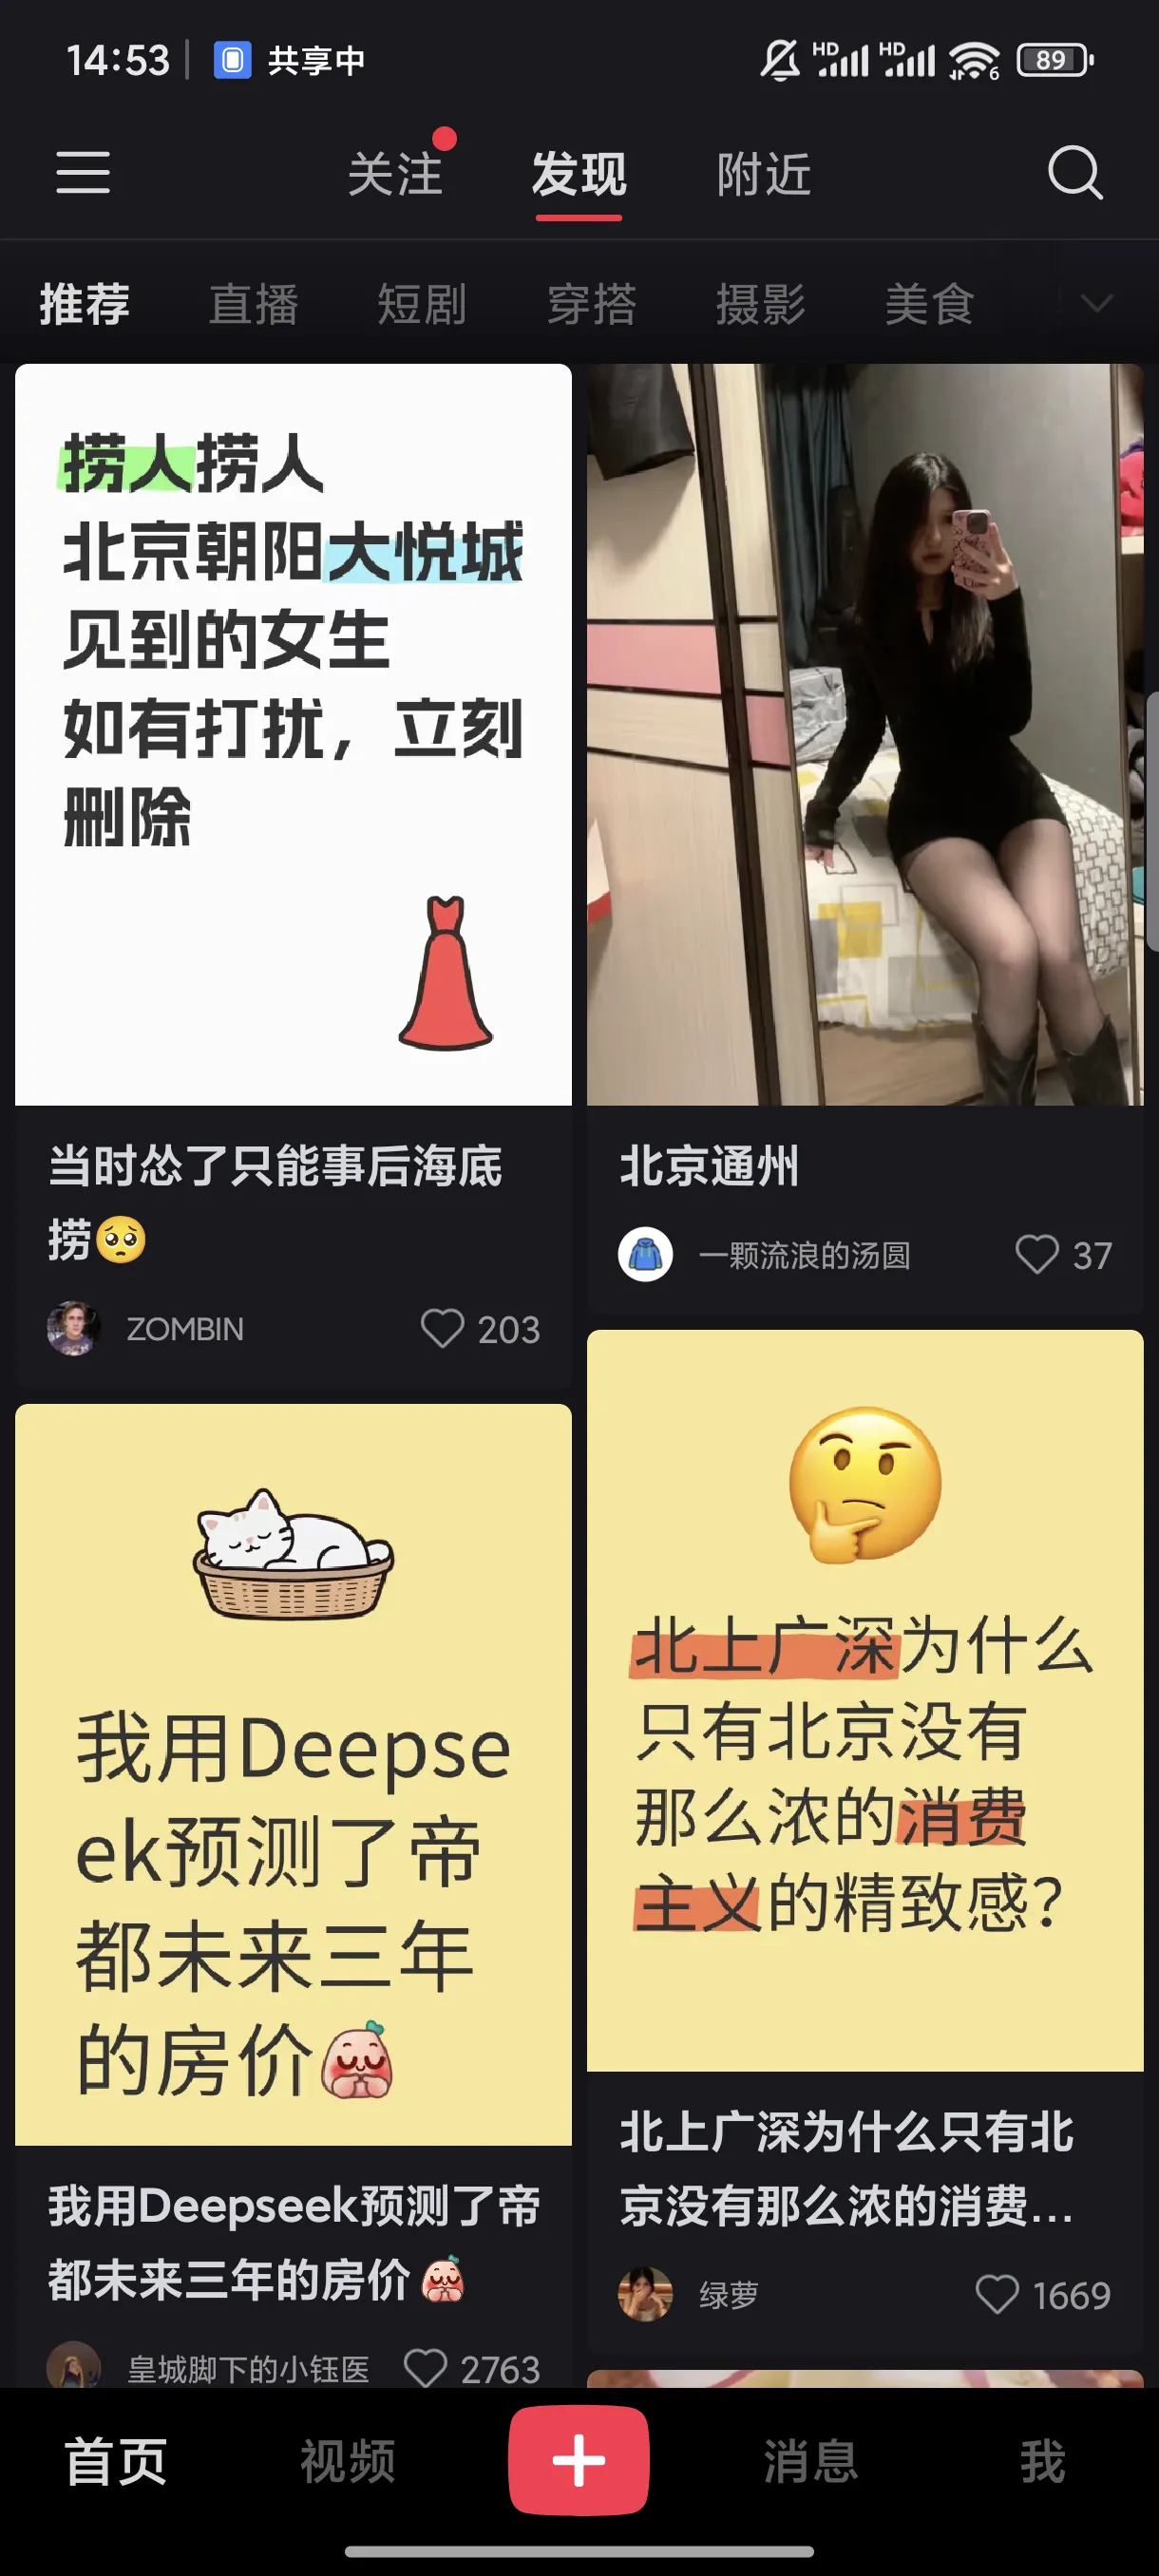 14:53 共享中 HD HD 6 89
关注 发现 附近
推荐 直播 短剧 穿搭 摄影 美食
捞人捞人
北京朝阳大悦城
见到的女生
如有打扰，立刻
删除
当时怂了只能事后海底
捞🥺
ZOMBIN 203
北京通州
一颗流浪的汤圆 37
我用Deepse
ek预测了帝
都未来三年
的房价
我用Deepseek预测了帝
都未来三年的房价
皇城脚下的小钰医 2763
北上广深为什么
只有北京没有
那么浓的消费
主义的精致感？
北上广深为什么只有北
京没有那么浓的消费...
绿萝 1669
首页 视频 消息 我